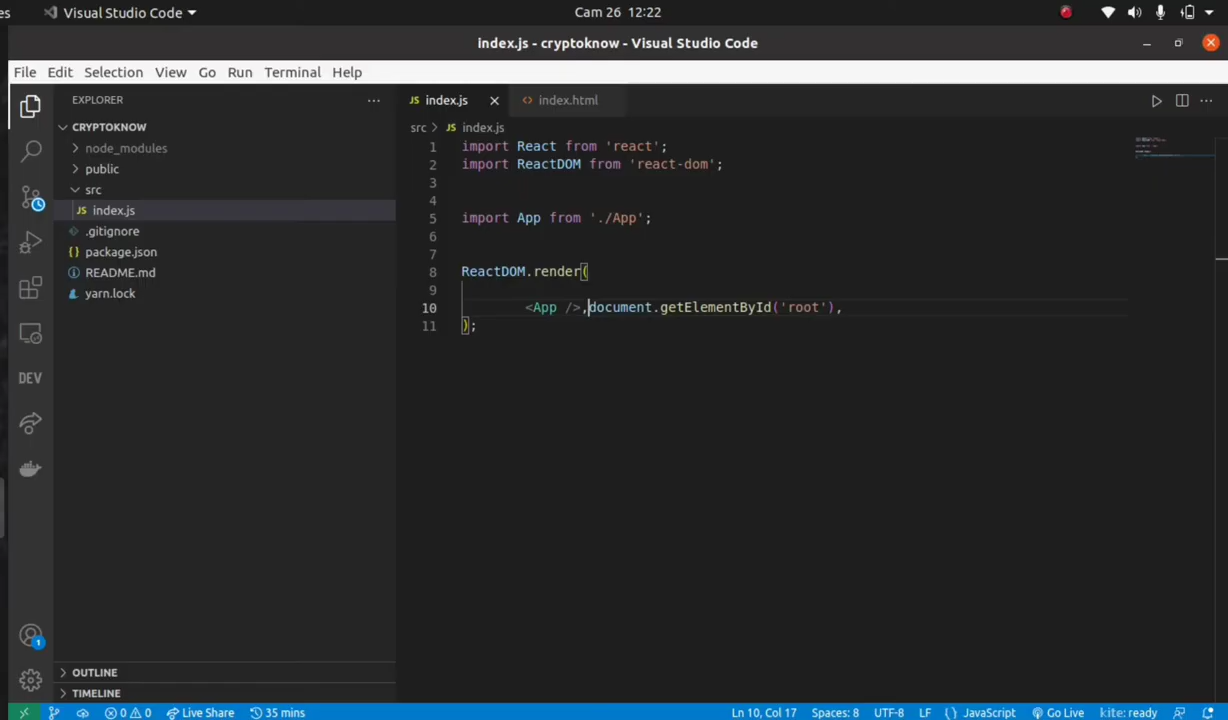 es Visual Studio Code Cam 26 12:22
index.js - cryptoknow - Visual Studio Code
File Edit Selection View Go Run Terminal Help
EXPLORER ···
JS index.js <> index.html
CRYPTOKNOW
src > JS index.js
node_modules
public
src
JS index.js
.gitignore
{} package.json
README.md
yarn.lock
DEV
1 import React from 'react';
2 import ReactDOM from 'react-dom';
3
4
5 import App from './App';
6
7
8 ReactDOM.render(
9
10 <App />,document.getElementById('root'),
11 );
1
OUTLINE
TIMELINE
0 0 Live Share 35 mins Ln 10, Col 17 Spaces: 8 UTF-8 LF {} JavaScript Go Live kite: ready